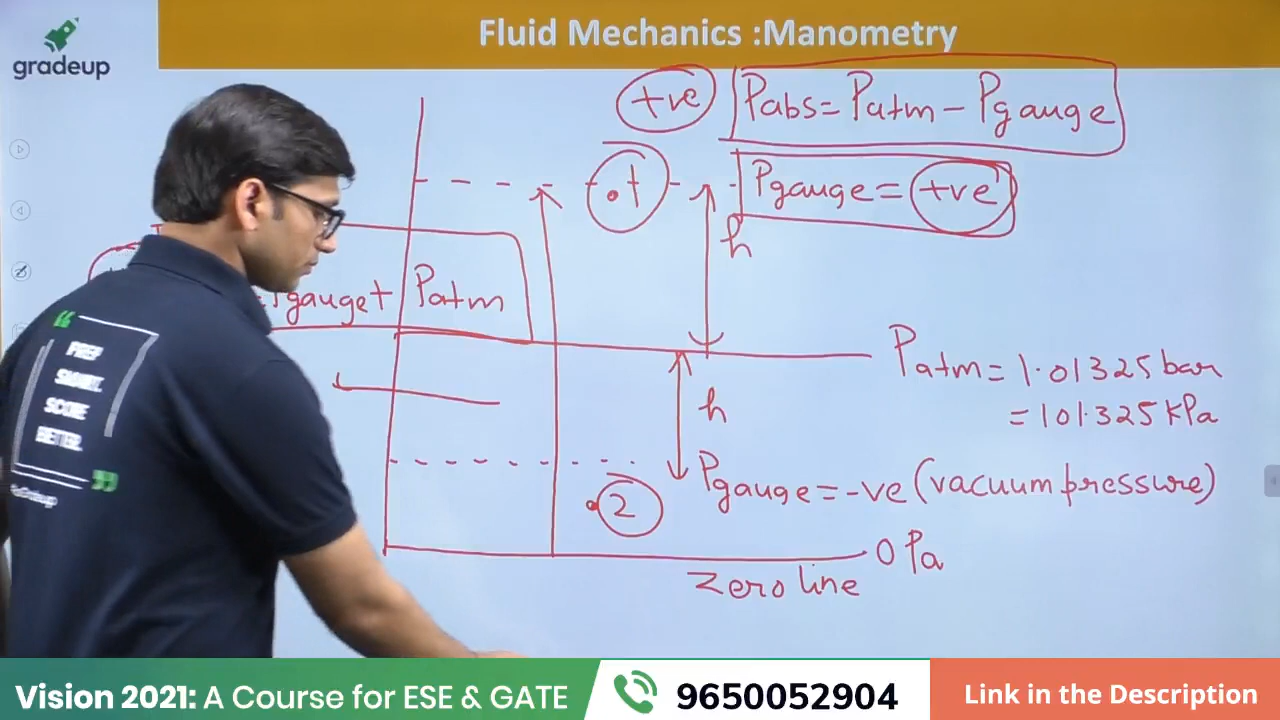 Fluid Mechanics :Manometry
gradeup
+ve
Pabs = Patm - Pgauge
.1
Pgauge = +ve
h
Pgauge + Patm
Patm = 1.01325 bar
= 101.325 kPa
h
Pgauge = -ve (vacuum pressure)
.2
0 Pa
Zero line
“
PREP
SMART.
SCORE
BETTER.
”
Vision 2021: A Course for ESE & GATE
9650052904
Link in the Description